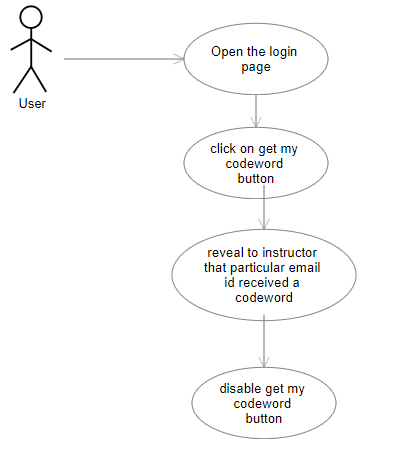 User
Open the login
page
click on get my
codeword
button
reveal to instructor
that particular email
id received a
codeword
disable get my
codeword
button